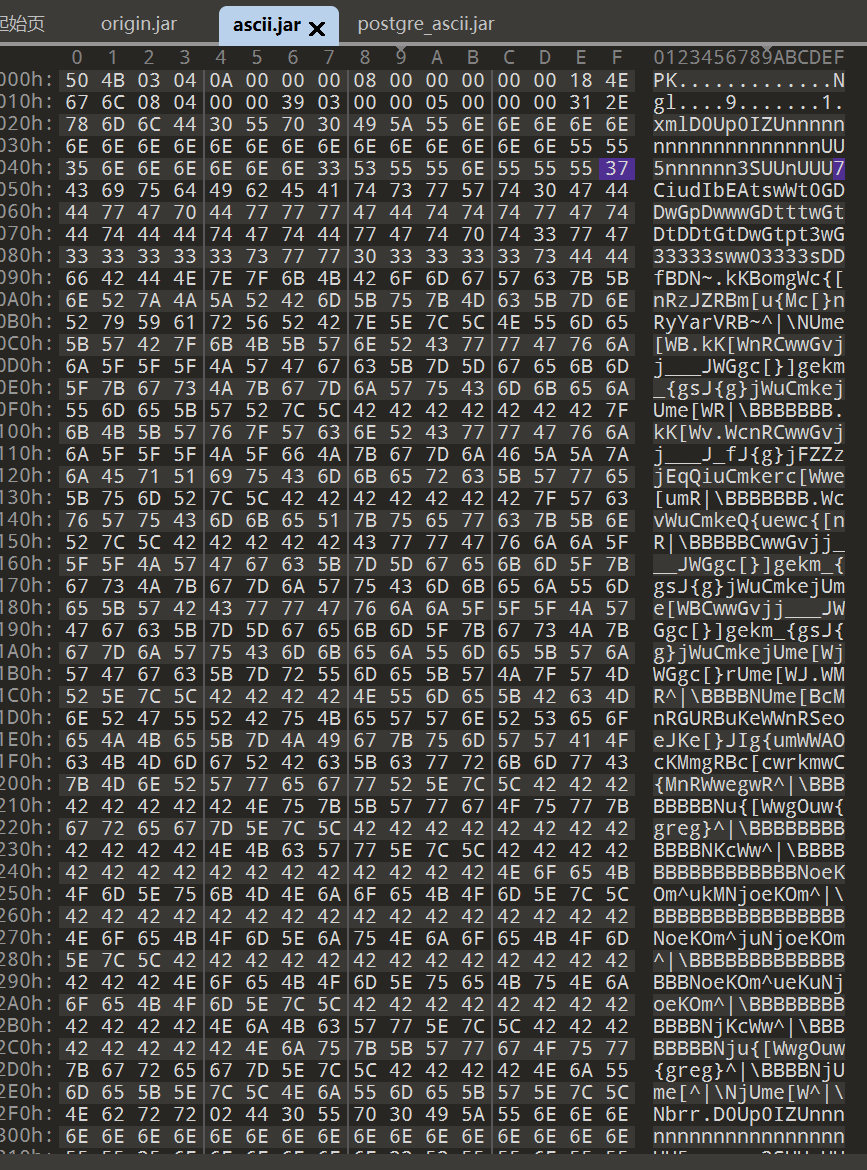 起始页 origin.jar ascii.jar × postgre_ascii.jar
0 1 2 3 4 5 6 7 8 9 A B C D E F 0123456789ABCDEF
000h: 50 4B 03 04 0A 00 00 00 08 00 00 00 00 00 18 4E PK.............N
010h: 67 6C 08 04 00 00 39 03 00 00 05 00 00 00 31 2E gl....9.......1.
020h: 78 6D 6C 44 30 55 70 30 49 5A 55 6E 6E 6E 6E 6E xmlD0Up0IZUnnnnn
030h: 6E 6E 6E 6E 6E 6E 6E 6E 6E 6E 6E 6E 6E 6E 55 55 nnnnnnnnnnnnnnUU
040h: 35 6E 6E 6E 6E 6E 6E 33 53 55 55 6E 55 55 55 37 5nnnnnn3SUUnUUU7
050h: 43 69 75 64 49 62 45 41 74 73 77 57 74 30 47 44 CiudIbEAtswWt0GD
060h: 44 77 47 70 44 77 77 77 47 44 74 74 74 77 47 74 DwGpDwwwGDtttwGt
070h: 44 74 44 44 74 47 74 44 77 47 74 70 74 33 77 47 DtDDtGtDwGtpt3wG
080h: 33 33 33 33 33 73 77 77 30 33 33 33 33 73 44 44 33333sww03333sDD
090h: 66 42 44 4E 7E 7F 6B 4B 42 6F 6D 67 57 63 7B 5B fBDN~.kKBomgWc{[
0A0h: 6E 52 7A 4A 5A 52 42 6D 5B 75 7B 4D 63 5B 7D 6E nRzJZRBm[u{Mc[}n
0B0h: 52 79 59 61 72 56 52 42 7E 5E 7C 5C 4E 55 6D 65 RyYarVRB~^|\NUme
0C0h: 5B 57 42 7F 6B 4B 5B 57 6E 52 43 77 77 47 76 6A [WB.kK[WnRCwwGvj
0D0h: 6A 5F 5F 5F 4A 57 47 67 63 5B 7D 5D 67 65 6B 6D j___JWGgc[}]gekm
0E0h: 5F 7B 67 73 4A 7B 67 7D 6A 57 75 43 6D 6B 65 6A _{gsJ{g}jWuCmkej
0F0h: 55 6D 65 5B 57 52 7C 5C 42 42 42 42 42 42 42 7F Ume[WR|\BBBBBBB.
100h: 6B 4B 5B 57 76 7F 57 63 6E 52 43 77 77 47 76 6A kK[Wv.WcnRCwwGvj
110h: 6A 5F 5F 5F 4A 5F 66 4A 7B 67 7D 6A 46 5A 5A 7A j___J_fJ{g}jFZZz
120h: 6A 45 71 51 69 75 43 6D 6B 65 72 63 5B 57 77 65 jEqQiuCmkerc[Wwe
130h: 5B 75 6D 52 7C 5C 42 42 42 42 42 42 42 7F 57 63 [umR|\BBBBBBB.Wc
140h: 76 57 75 43 6D 6B 65 51 7B 75 65 77 63 7B 5B 6E vWuCmkeQ{uewc{[n
150h: 52 7C 5C 42 42 42 42 42 43 77 77 47 76 6A 6A 5F R|\BBBBBCwwGvjj_
160h: 5F 5F 4A 57 47 67 63 5B 7D 5D 67 65 6B 6D 5F 7B __JWGgc[}]gekm_{
170h: 67 73 4A 7B 67 7D 6A 57 75 43 6D 6B 65 6A 55 6D gsJ{g}jWuCmkejUm
180h: 65 5B 57 42 43 77 77 47 76 6A 6A 5F 5F 5F 4A 57 e[WBCwwGvjj___JW
190h: 47 67 63 5B 7D 5D 67 65 6B 6D 5F 7B 67 73 4A 7B Ggc[}]gekm_{gsJ{
1A0h: 67 7D 6A 57 75 43 6D 6B 65 6A 55 6D 65 5B 57 6A g}jWuCmkejUme[Wj
1B0h: 57 47 67 63 5B 7D 72 55 6D 65 5B 57 4A 7F 57 4D WGgc[}rUme[WJ.WM
1C0h: 52 5E 7C 5C 42 42 42 42 4E 55 6D 65 5B 42 63 4D R^|\BBBBNUme[BcM
1D0h: 6E 52 47 55 52 42 75 4B 65 57 57 6E 52 53 65 6F nRGURBuKeWWnRSeo
1E0h: 65 4A 4B 65 5B 7D 4A 49 67 7B 75 6D 57 57 41 4F eJKe[}JIg{umWWAO
1F0h: 63 4B 4D 6D 67 52 42 63 5B 63 77 72 6B 6D 77 43 cKMmgRBc[cwrkmwC
200h: 7B 4D 6E 52 57 77 65 67 77 52 5E 7C 5C 42 42 42 {MnRWwegwR^|\BBB
210h: 42 42 42 42 42 4E 75 7B 5B 57 77 67 4F 75 77 7B BBBBBNu{[WwgOuw{
220h: 67 72 65 67 7D 5E 7C 5C 42 42 42 42 42 42 42 42 greg}^|\BBBBBBBB
230h: 42 42 42 42 4E 4B 63 57 77 5E 7C 5C 42 42 42 42 BBBBNKcWw^|\BBBB
240h: 42 42 42 42 42 42 42 42 42 42 42 42 4E 6F 65 4B BBBBBBBBBBBBNoeK
250h: 4F 6D 5E 75 6B 4D 4E 6A 6F 65 4B 4F 6D 5E 7C 5C Om^ukMNjoeKOm^|\
260h: 42 42 42 42 42 42 42 42 42 42 42 42 42 42 42 42 BBBBBBBBBBBBBBBB
270h: 4E 6F 65 4B 4F 6D 5E 6A 75 4E 6A 6F 65 4B 4F 6D NoeKOm^juNjoeKOm
280h: 5E 7C 5C 42 42 42 42 42 42 42 42 42 42 42 42 42 ^|\BBBBBBBBBBBBB
290h: 42 42 42 4E 6F 65 4B 4F 6D 5E 75 65 4B 75 4E 6A BBBNoeKOm^ueKuNj
2A0h: 6F 65 4B 4F 6D 5E 7C 5C 42 42 42 42 42 42 42 42 oeKOm^|\BBBBBBBB
2B0h: 42 42 42 42 4E 6A 4B 63 57 77 5E 7C 5C 42 42 42 BBBBNjKcWw^|\BBB
2C0h: 42 42 42 42 42 4E 6A 75 7B 5B 57 77 67 4F 75 77 BBBBBNju{[WwgOuw
2D0h: 7B 67 72 65 67 7D 5E 7C 5C 42 42 42 42 4E 6A 55 {greg}^|\BBBBNjU
2E0h: 6D 65 5B 5E 7C 5C 4E 6A 55 6D 65 5B 57 5E 7C 5C me[^|\NjUme[W^|\
2F0h: 4E 62 72 72 02 44 30 55 70 30 49 5A 55 6E 6E 6E Nbrr.D0Up0IZUnnn
300h: 6E 6E 6E 6E 6E 6E 6E 6E 6E 6E 6E 6E 6E 6E 6E 6E nnnnnnnnnnnnnnnn